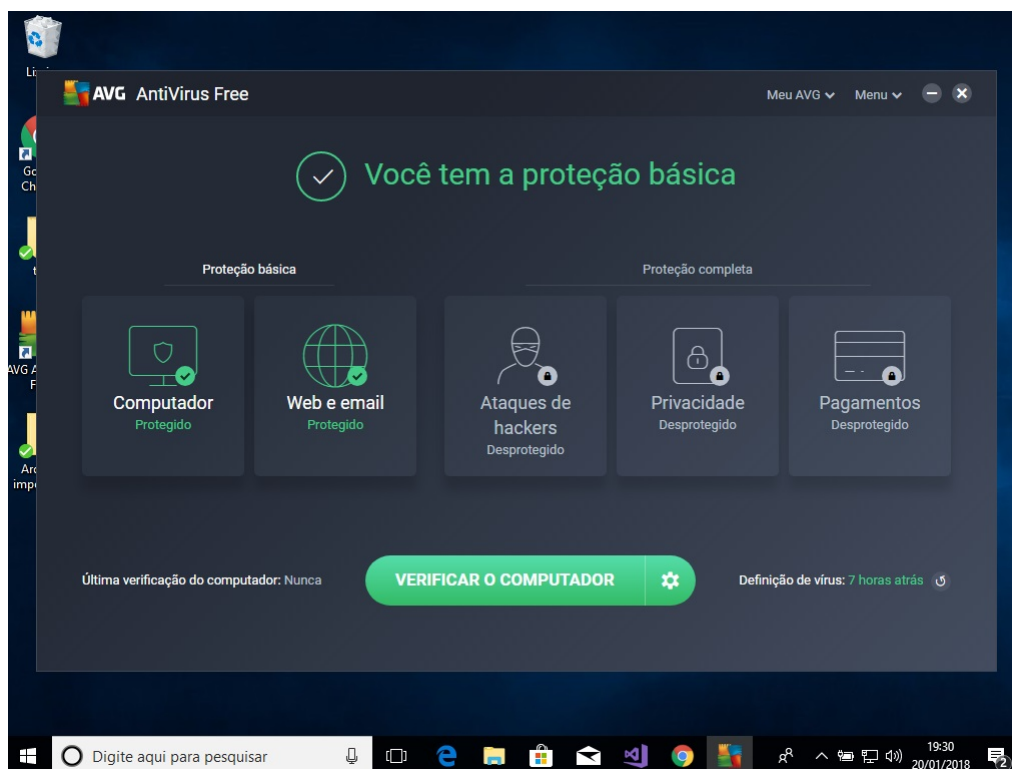 AVG AntiVirus Free
Meu AVG
Menu
Você tem a proteção básica
Proteção básica
Proteção completa
Computador
Protegido
Web e email
Protegido
Ataques de
hackers
Desprotegido
Privacidade
Desprotegido
Pagamentos
Desprotegido
Última verificação do computador: Nunca
VERIFICAR O COMPUTADOR
Definição de vírus: 7 horas atrás
Digite aqui para pesquisar
19:30
20/01/2018
2